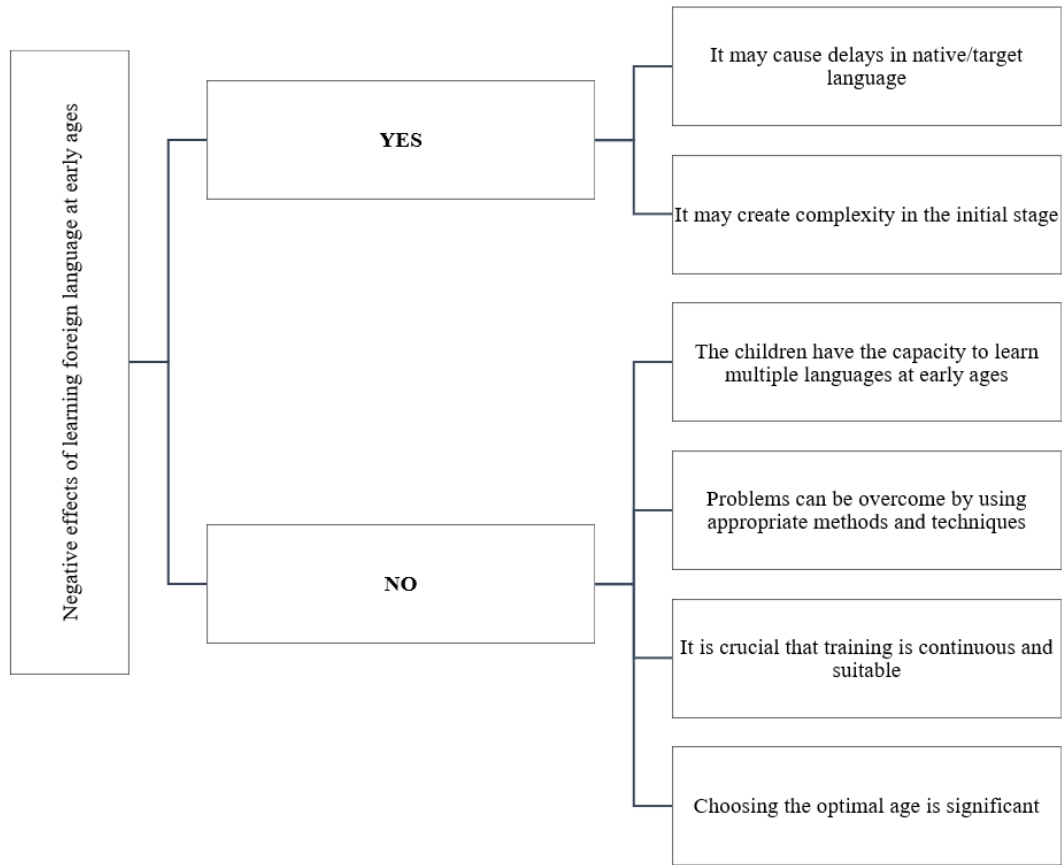 Negative effects of learning foreign language at early ages
YES
It may cause delays in native/target
language
It may create complexity in the initial stage
NO
The children have the capacity to learn
multiple languages at early ages
Problems can be overcome by using
appropriate methods and techniques
It is crucial that training is continuous and
suitable
Choosing the optimal age is significant